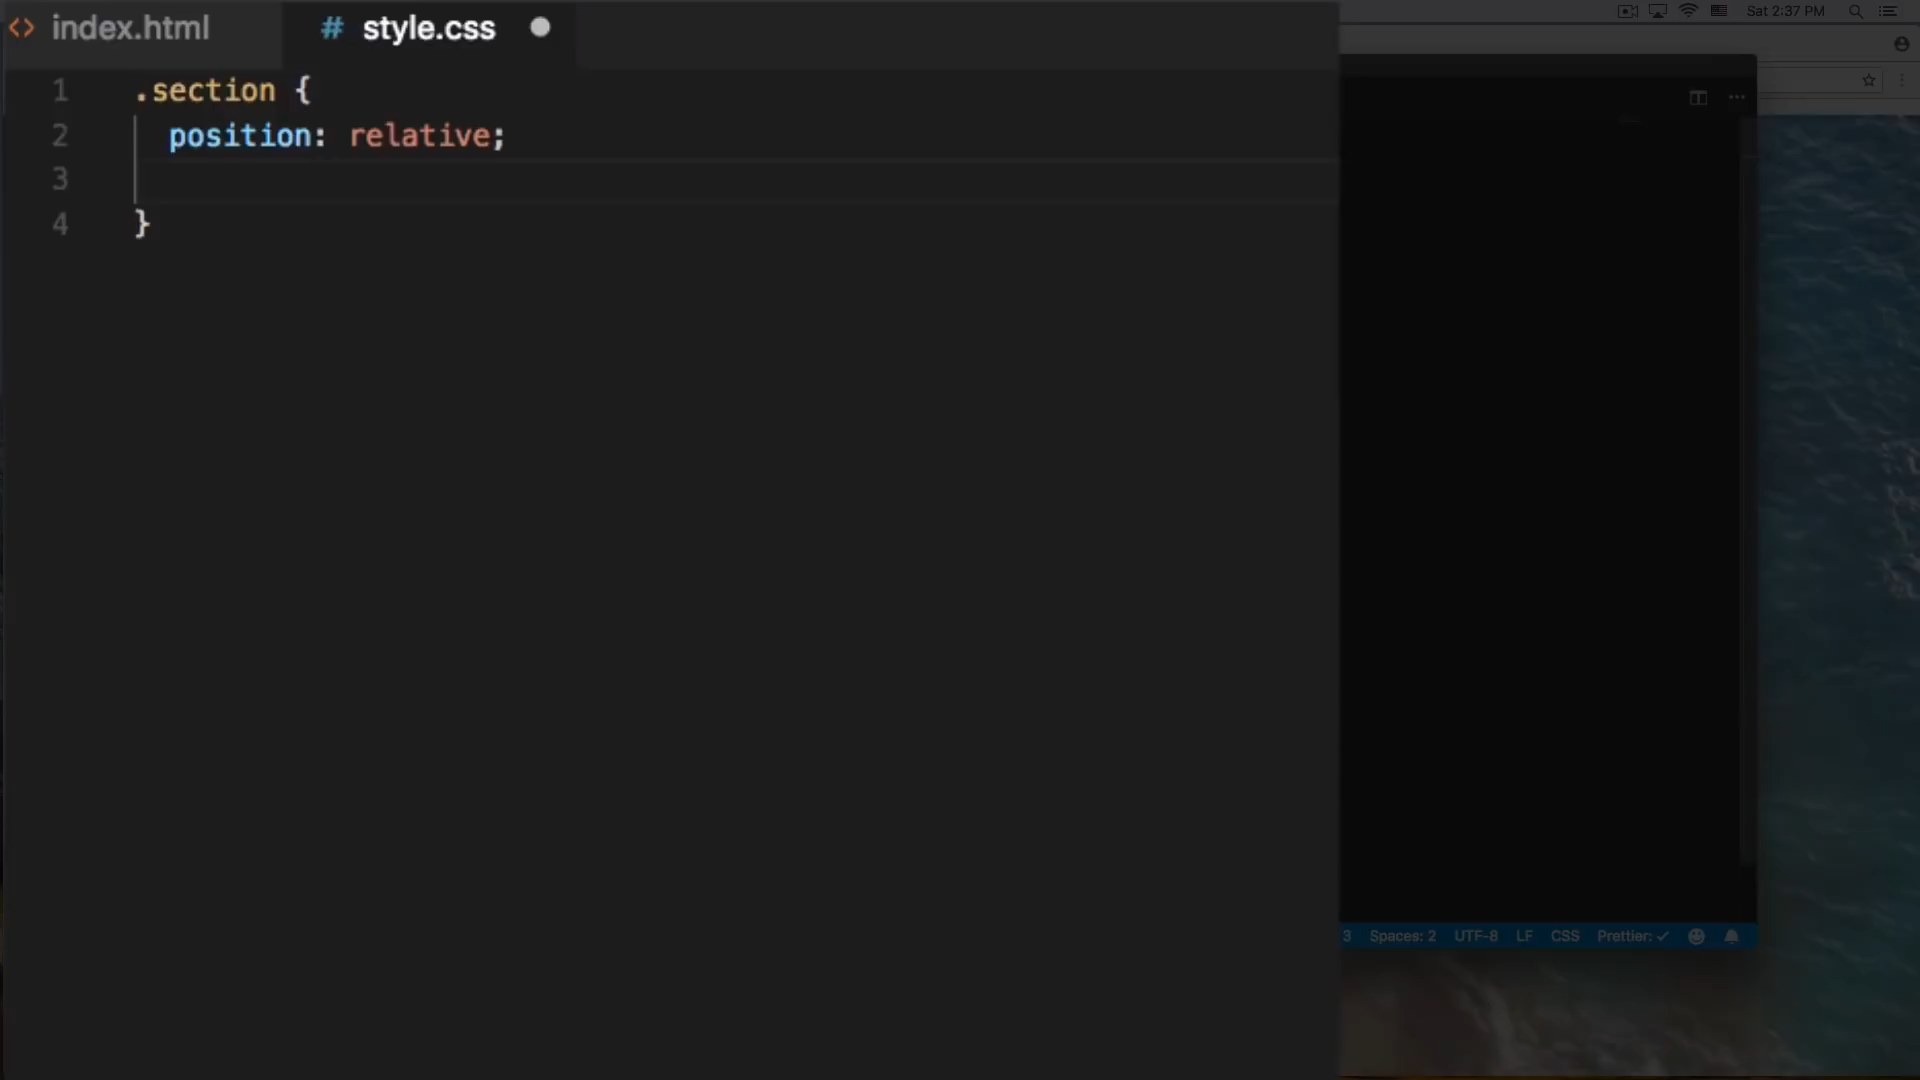 index.html # style.css
Sat 2:37 PM
1 .section {
2 position: relative;
3
4 }
3 Spaces: 2 UTF-8 LF CSS Prettier: ✓